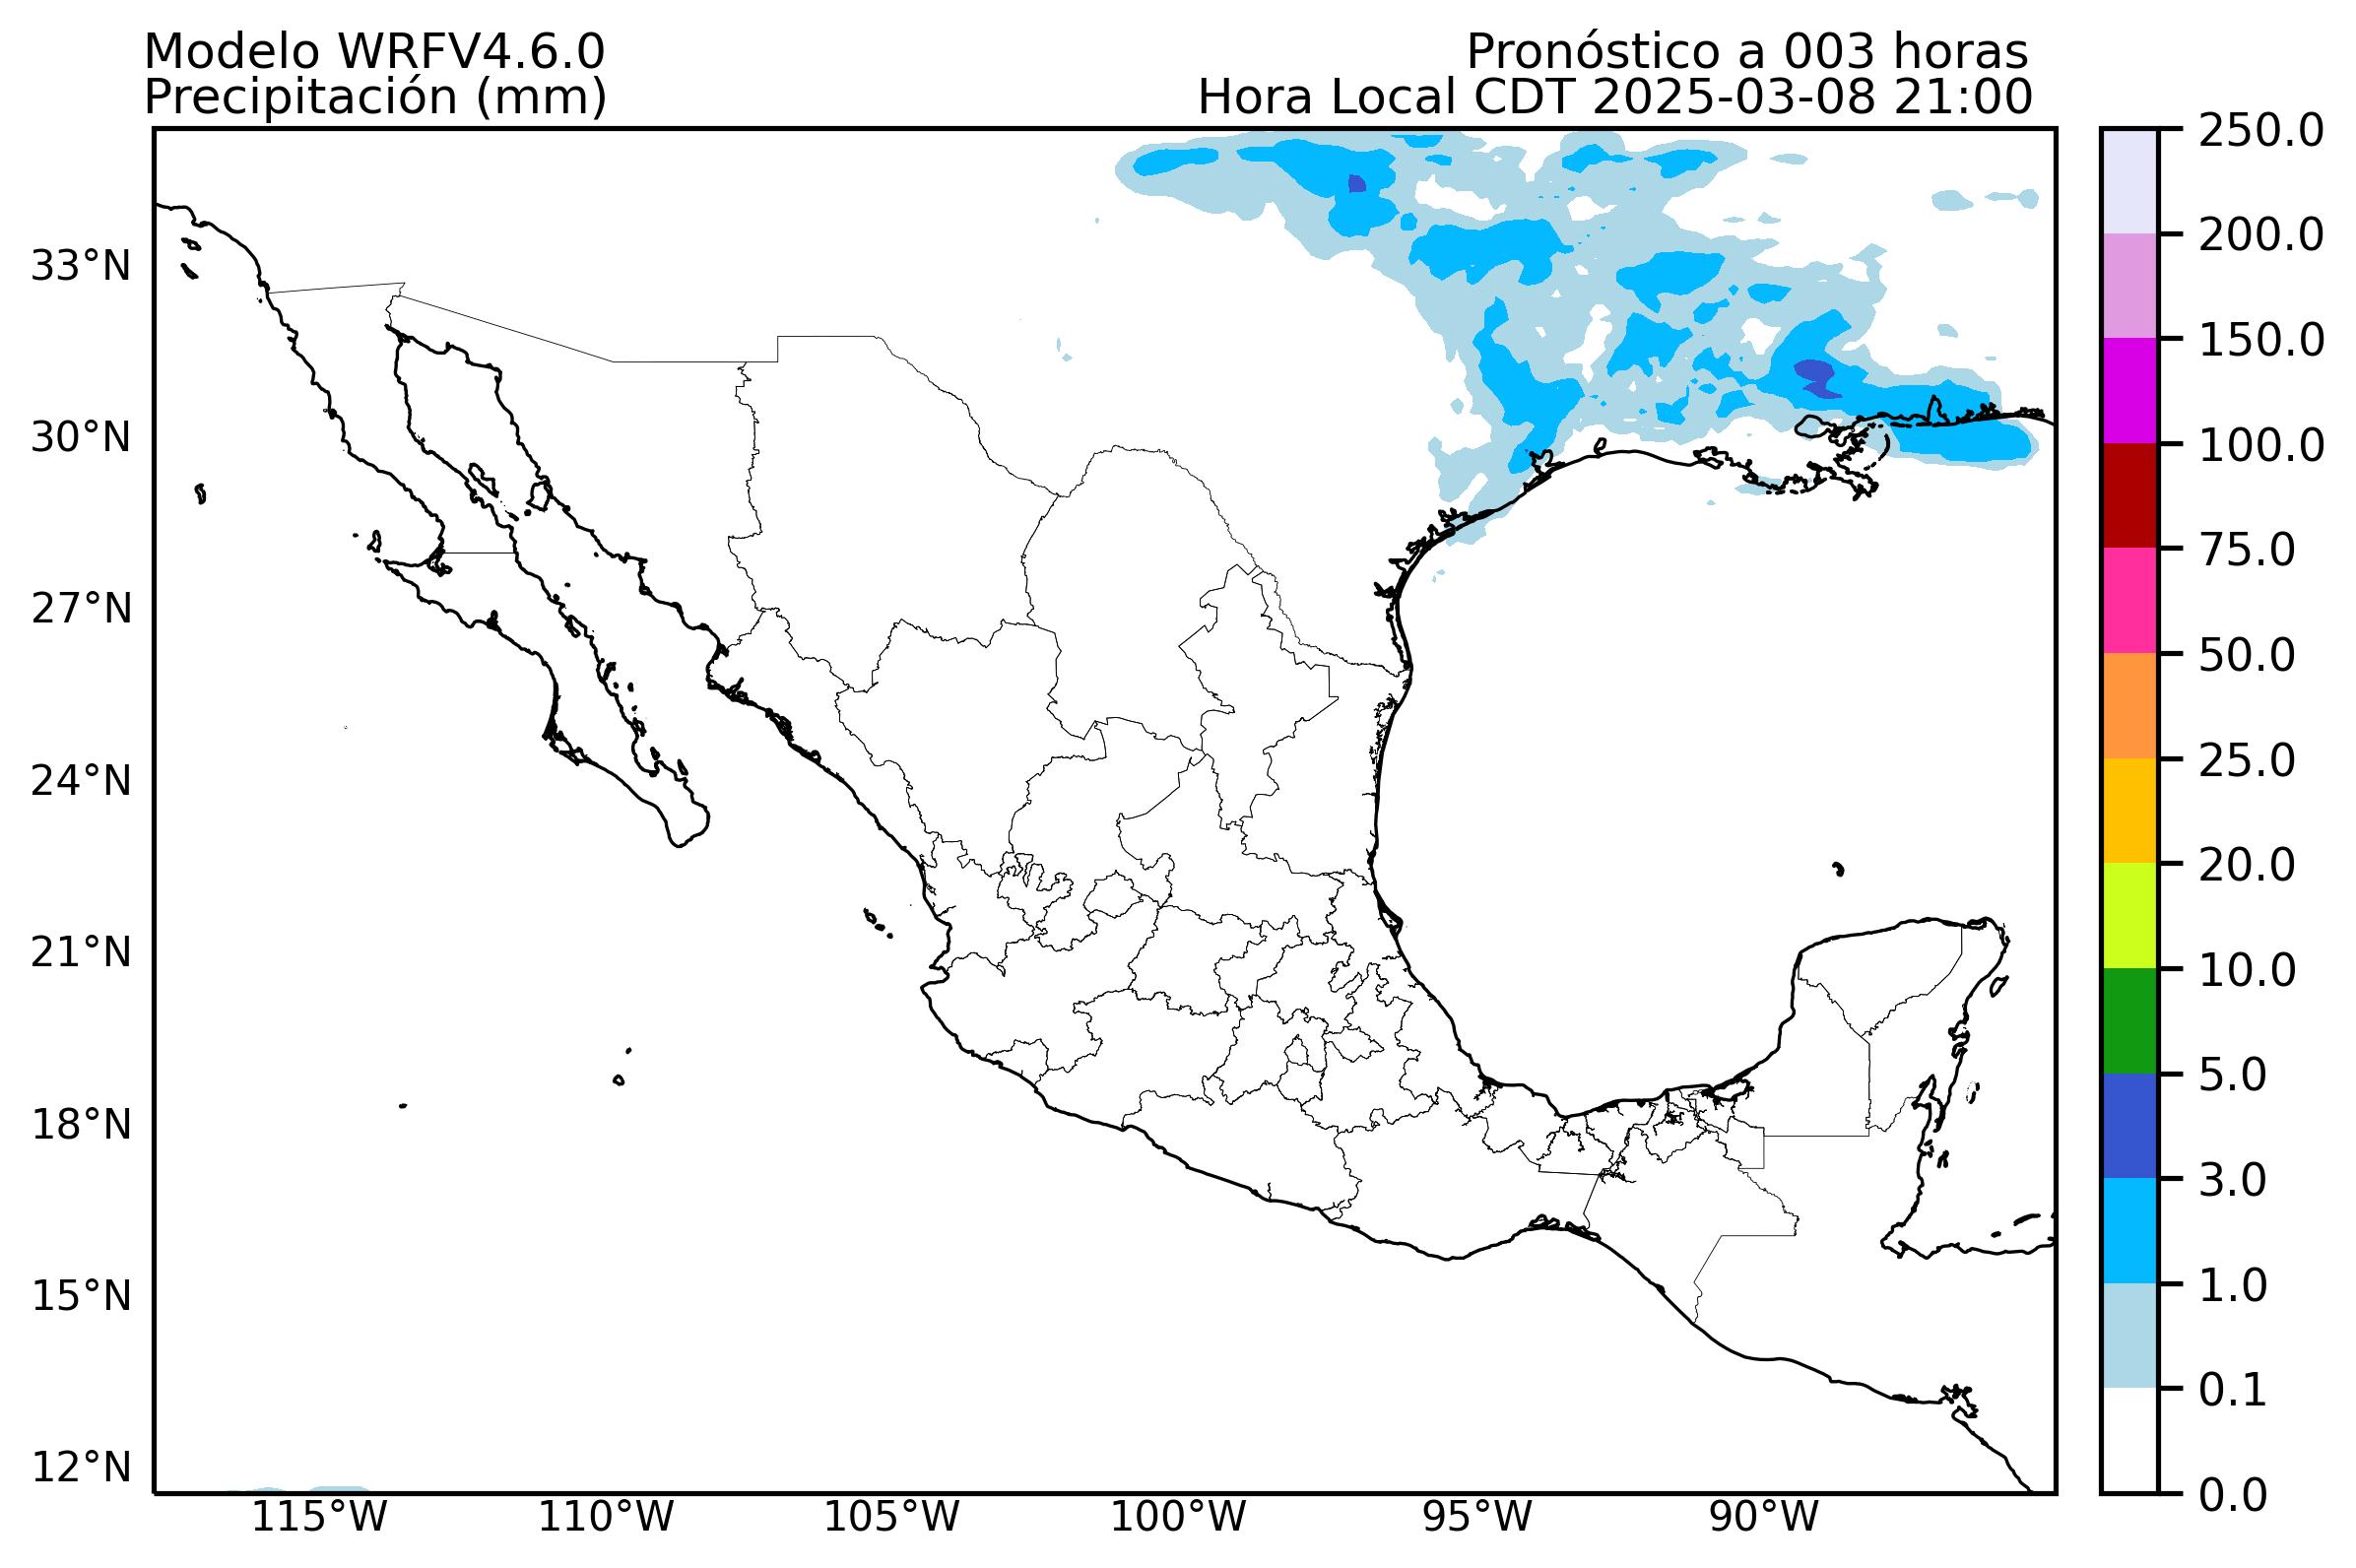 Modelo WRFV4.6.0
Precipitación (mm)
Pronóstico a 003 horas
Hora Local CDT 2025-03-08 21:00
33°N
30°N
27°N
24°N
21°N
18°N
15°N
12°N
115°W
110°W
105°W
100°W
95°W
90°W
250.0
200.0
150.0
100.0
75.0
50.0
25.0
20.0
10.0
5.0
3.0
1.0
0.1
0.0